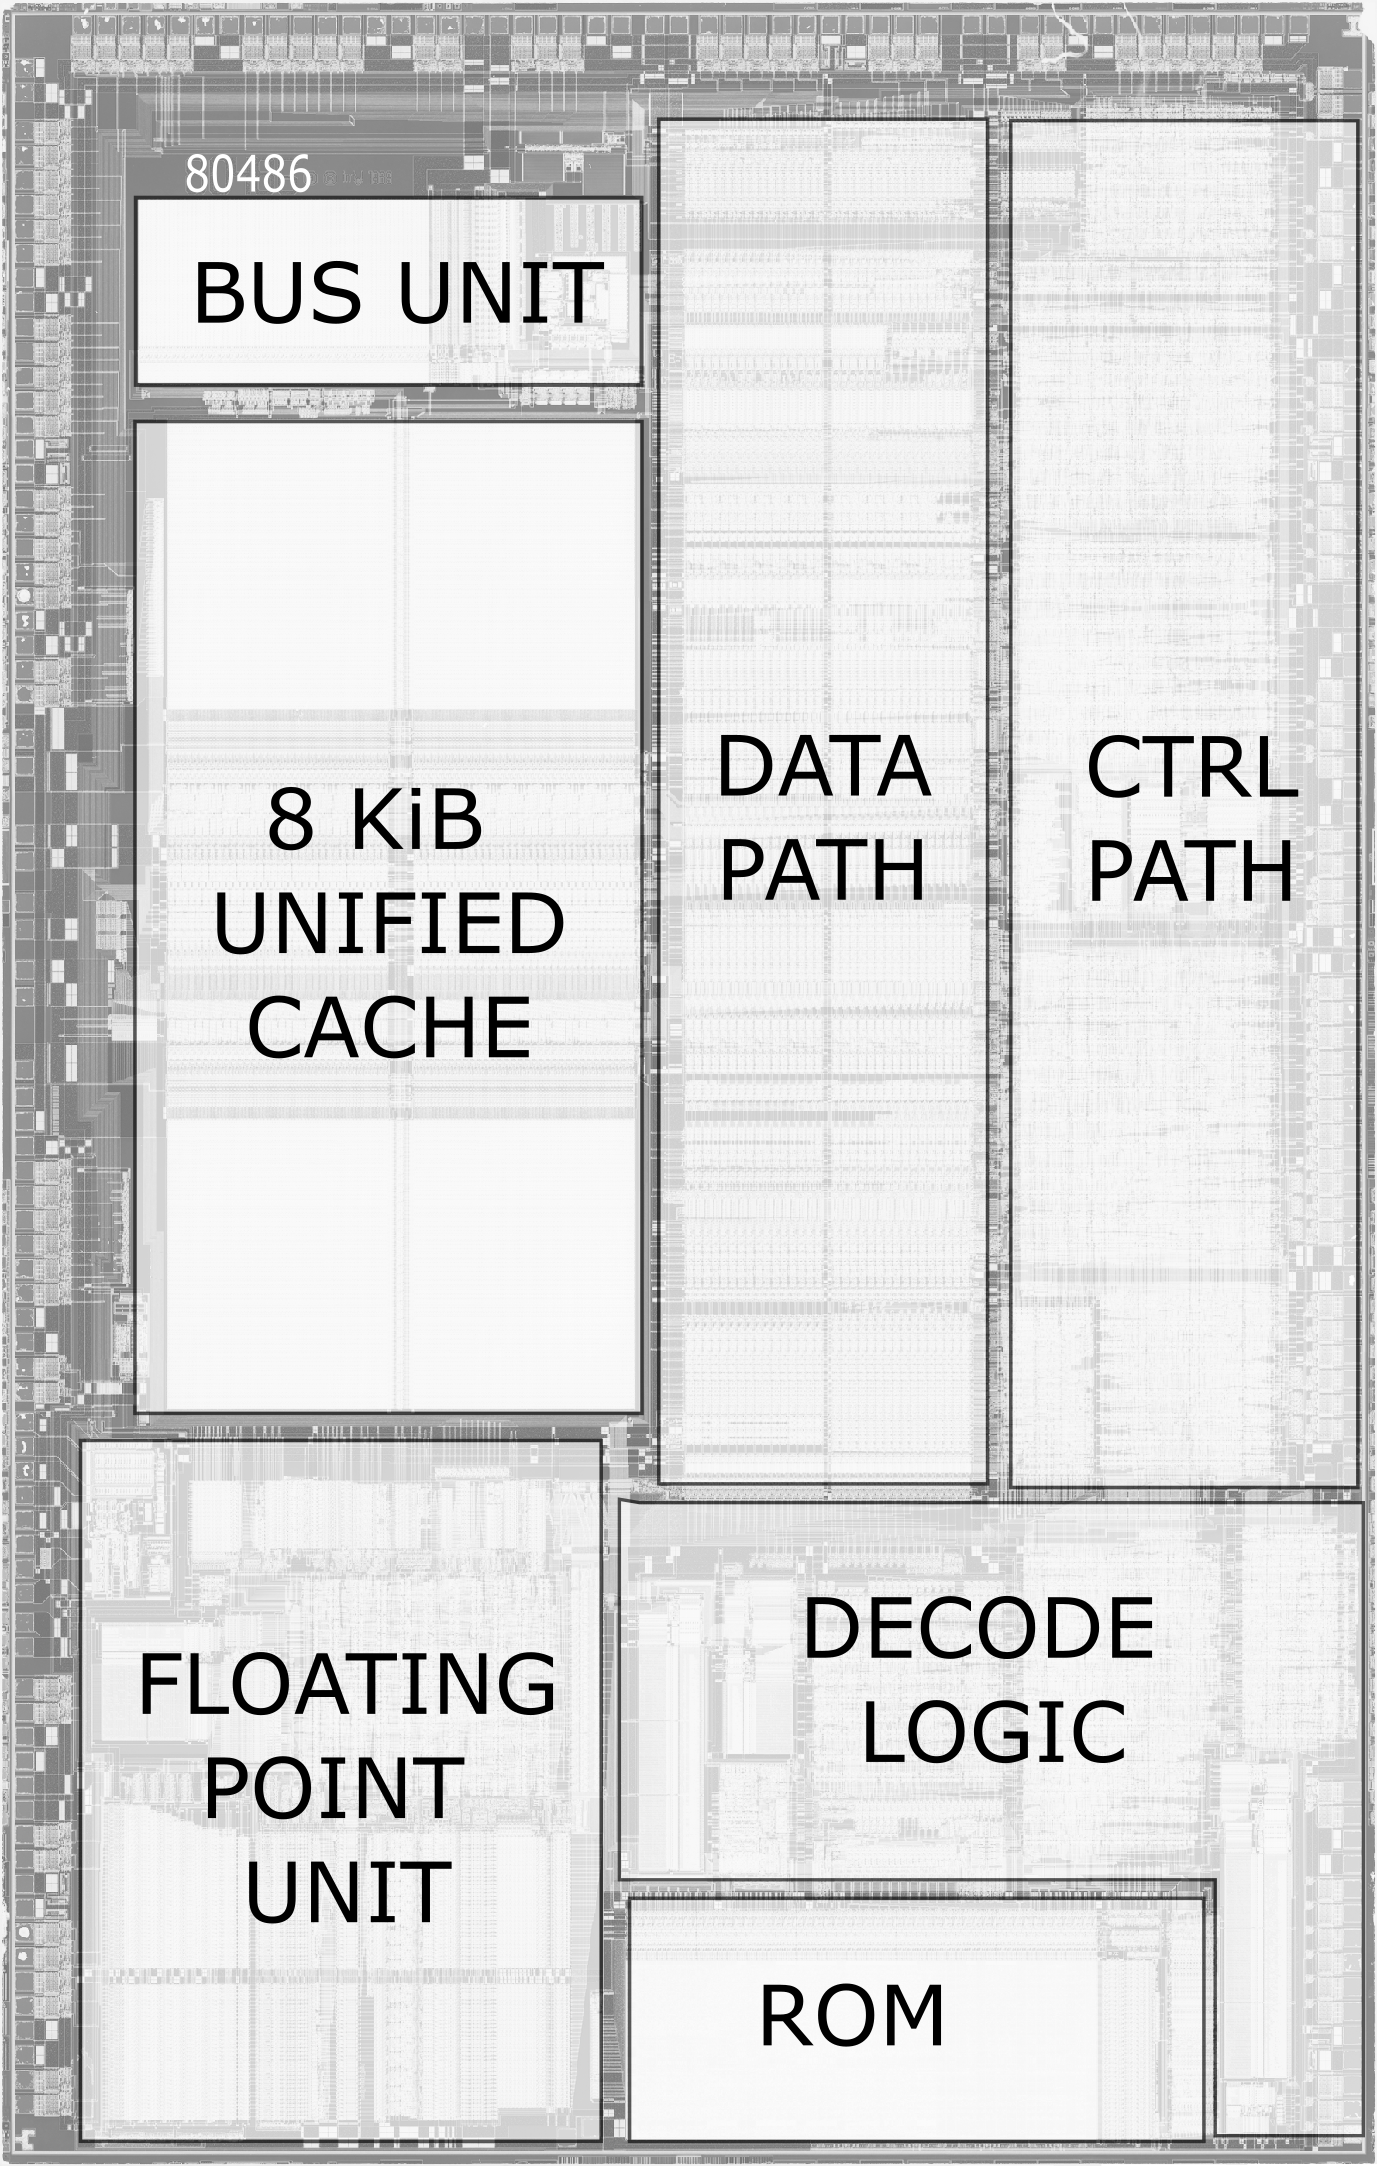 80486
BUS UNIT
8 KiB
UNIFIED
CACHE
DATA
PATH
CTRL
PATH
FLOATING
POINT
UNIT
DECODE
LOGIC
ROM